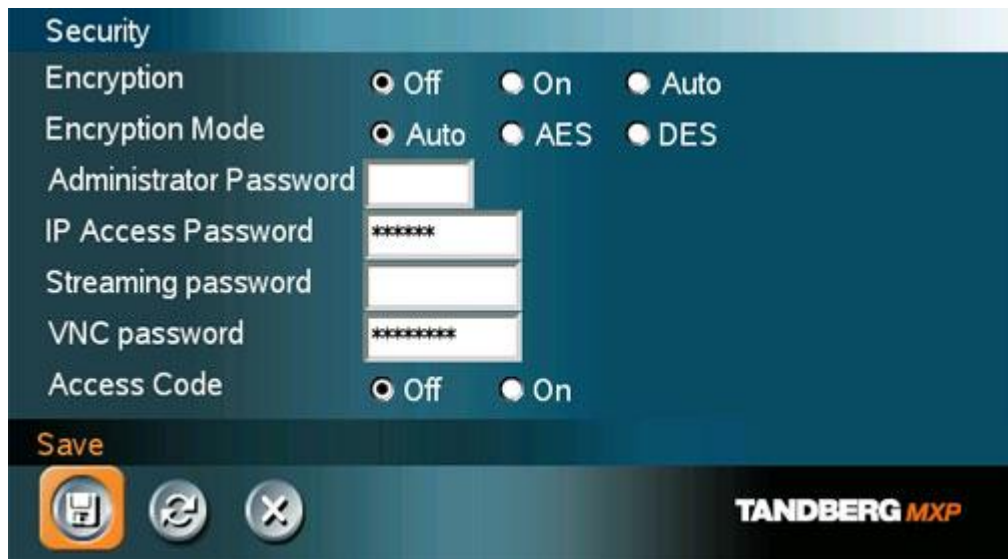 Security
Encryption Off On Auto
Encryption Mode Auto AES DES
Administrator Password
IP Access Password ******
Streaming password
VNC password ********
Access Code Off On
Save
TANDBERG MXP